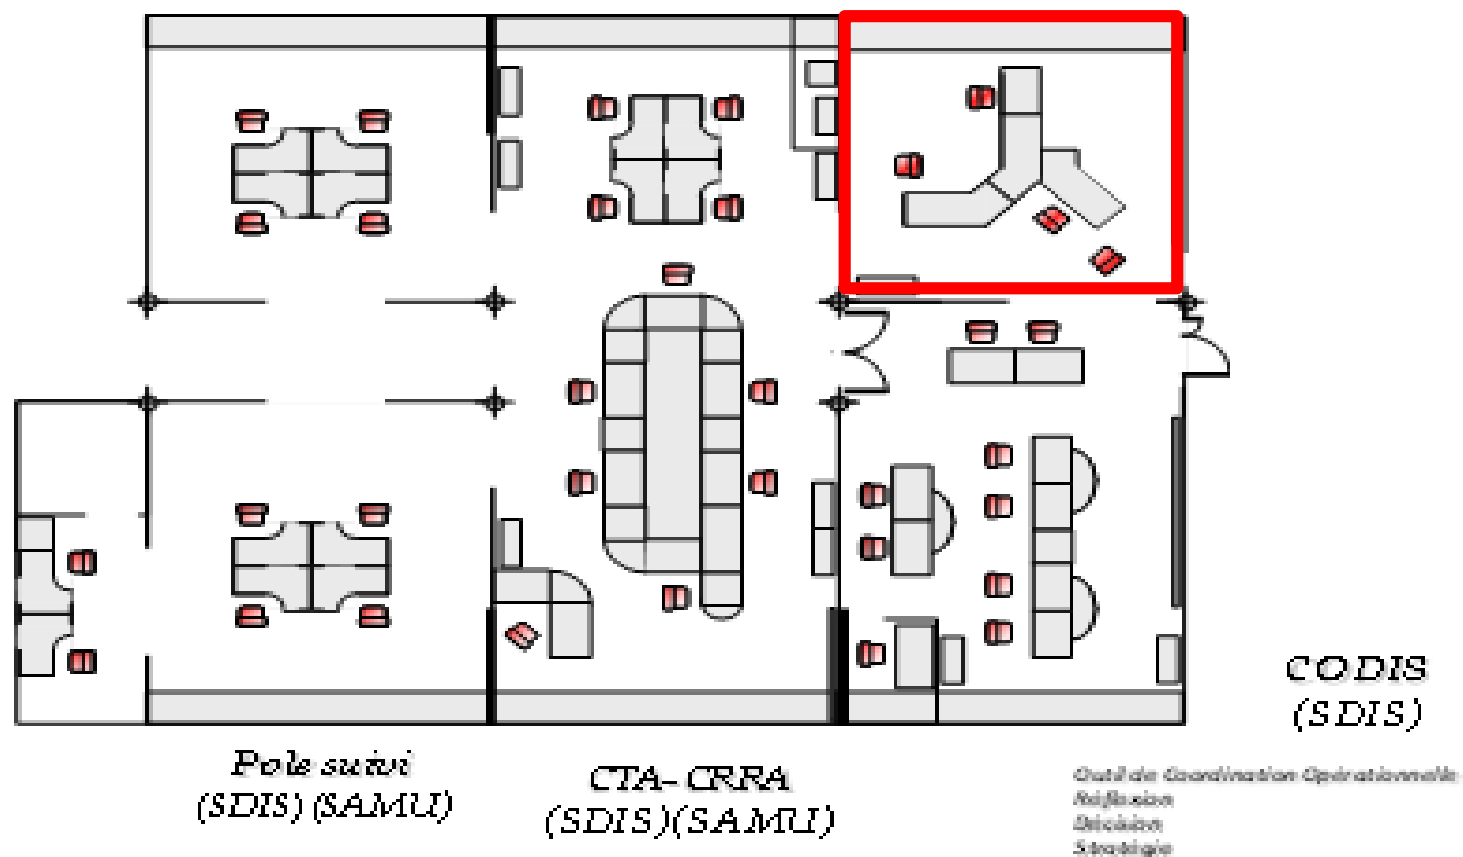 CODIS
(SDIS)
Pole suivi
(SDIS) (SAMU)
CTA- CRRA
(SDIS)(SAMU)
Outil de Coordination Opérationnelle
Réflexion
Décision
Stratégie